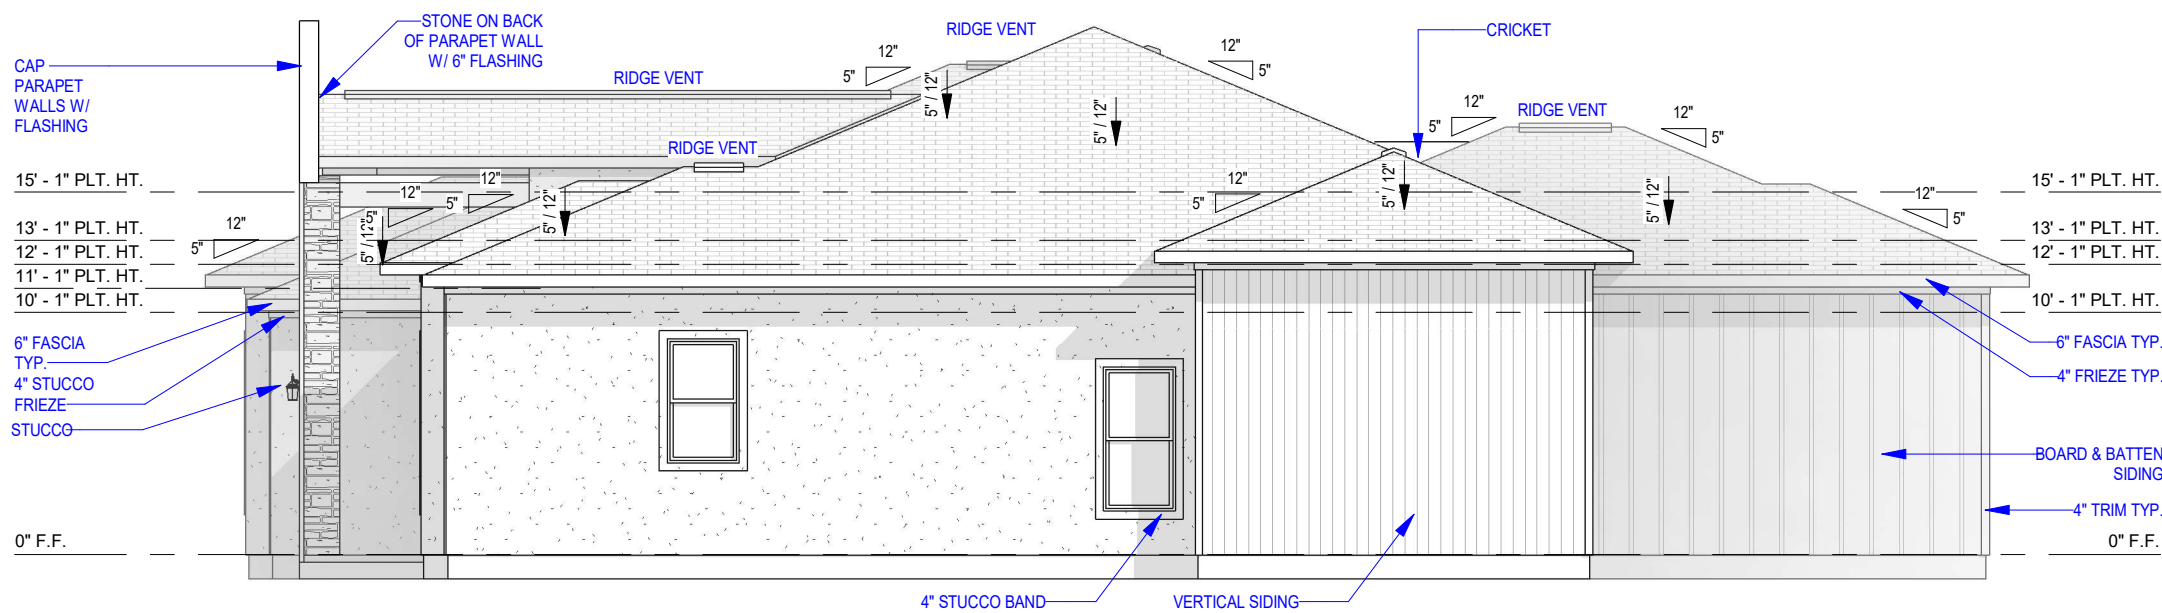 STONE ON BACK
OF PARAPET WALL
W/ 6" FLASHING
CAP
PARAPET
WALLS W/
FLASHING
RIDGE VENT
12"
5"
RIDGE VENT
5" / 12"
12"
5"
5" / 12"
CRICKET
RIDGE VENT
12"
5"
RIDGE VENT
12"
5"
15' - 1" PLT. HT.
13' - 1" PLT. HT.
12' - 1" PLT. HT.
11' - 1" PLT. HT.
10' - 1" PLT. HT.
12"
5"
12"
5"
12"
5"
5" / 12"
5" / 12"
12"
5"
5" / 12"
5" / 12"
12"
5"
15' - 1" PLT. HT.
13' - 1" PLT. HT.
12' - 1" PLT. HT.
10' - 1" PLT. HT.
6" FASCIA
TYP.
4" STUCCO
FRIEZE
STUCCO
0" F.F.
6" FASCIA TYP.
4" FRIEZE TYP.
BOARD & BATTEN
SIDING
4" TRIM TYP.
0" F.F.
4" STUCCO BAND
VERTICAL SIDING